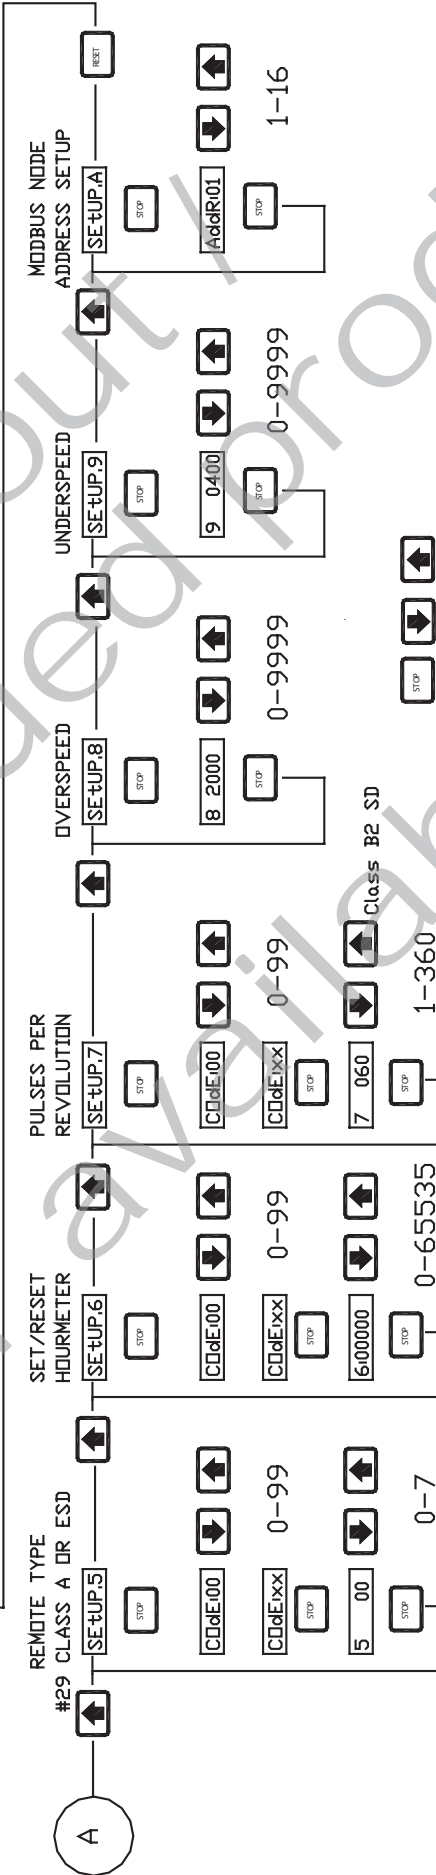 A
REMOTE TYPE
#29 CLASS A OR ESD
SEtUP.5
STOP
COdE:00
0-99
COdE:xx
STOP
5 00
STOP
0-7
SET/RESET
HOURMETER
SEtUP.6
STOP
COdE:00
0-99
COdE:xx
STOP
6:00000
STOP
0-65535
PULSES PER
REVOLUTION
SEtUP.7
STOP
COdE:00
0-99
COdE:xx
STOP
7 060
STOP
1-360
Class B2 SD
OVERSPEED
SEtUP.8
STOP
8 2000
STOP
0-9999
UNDERSPEED
SEtUP.9
STOP
9 0400
STOP
0-9999
MODBUS NODE
ADDRESS SETUP
SEtUP.A
STOP
AddR:01
STOP
1-16
RESET
STOP